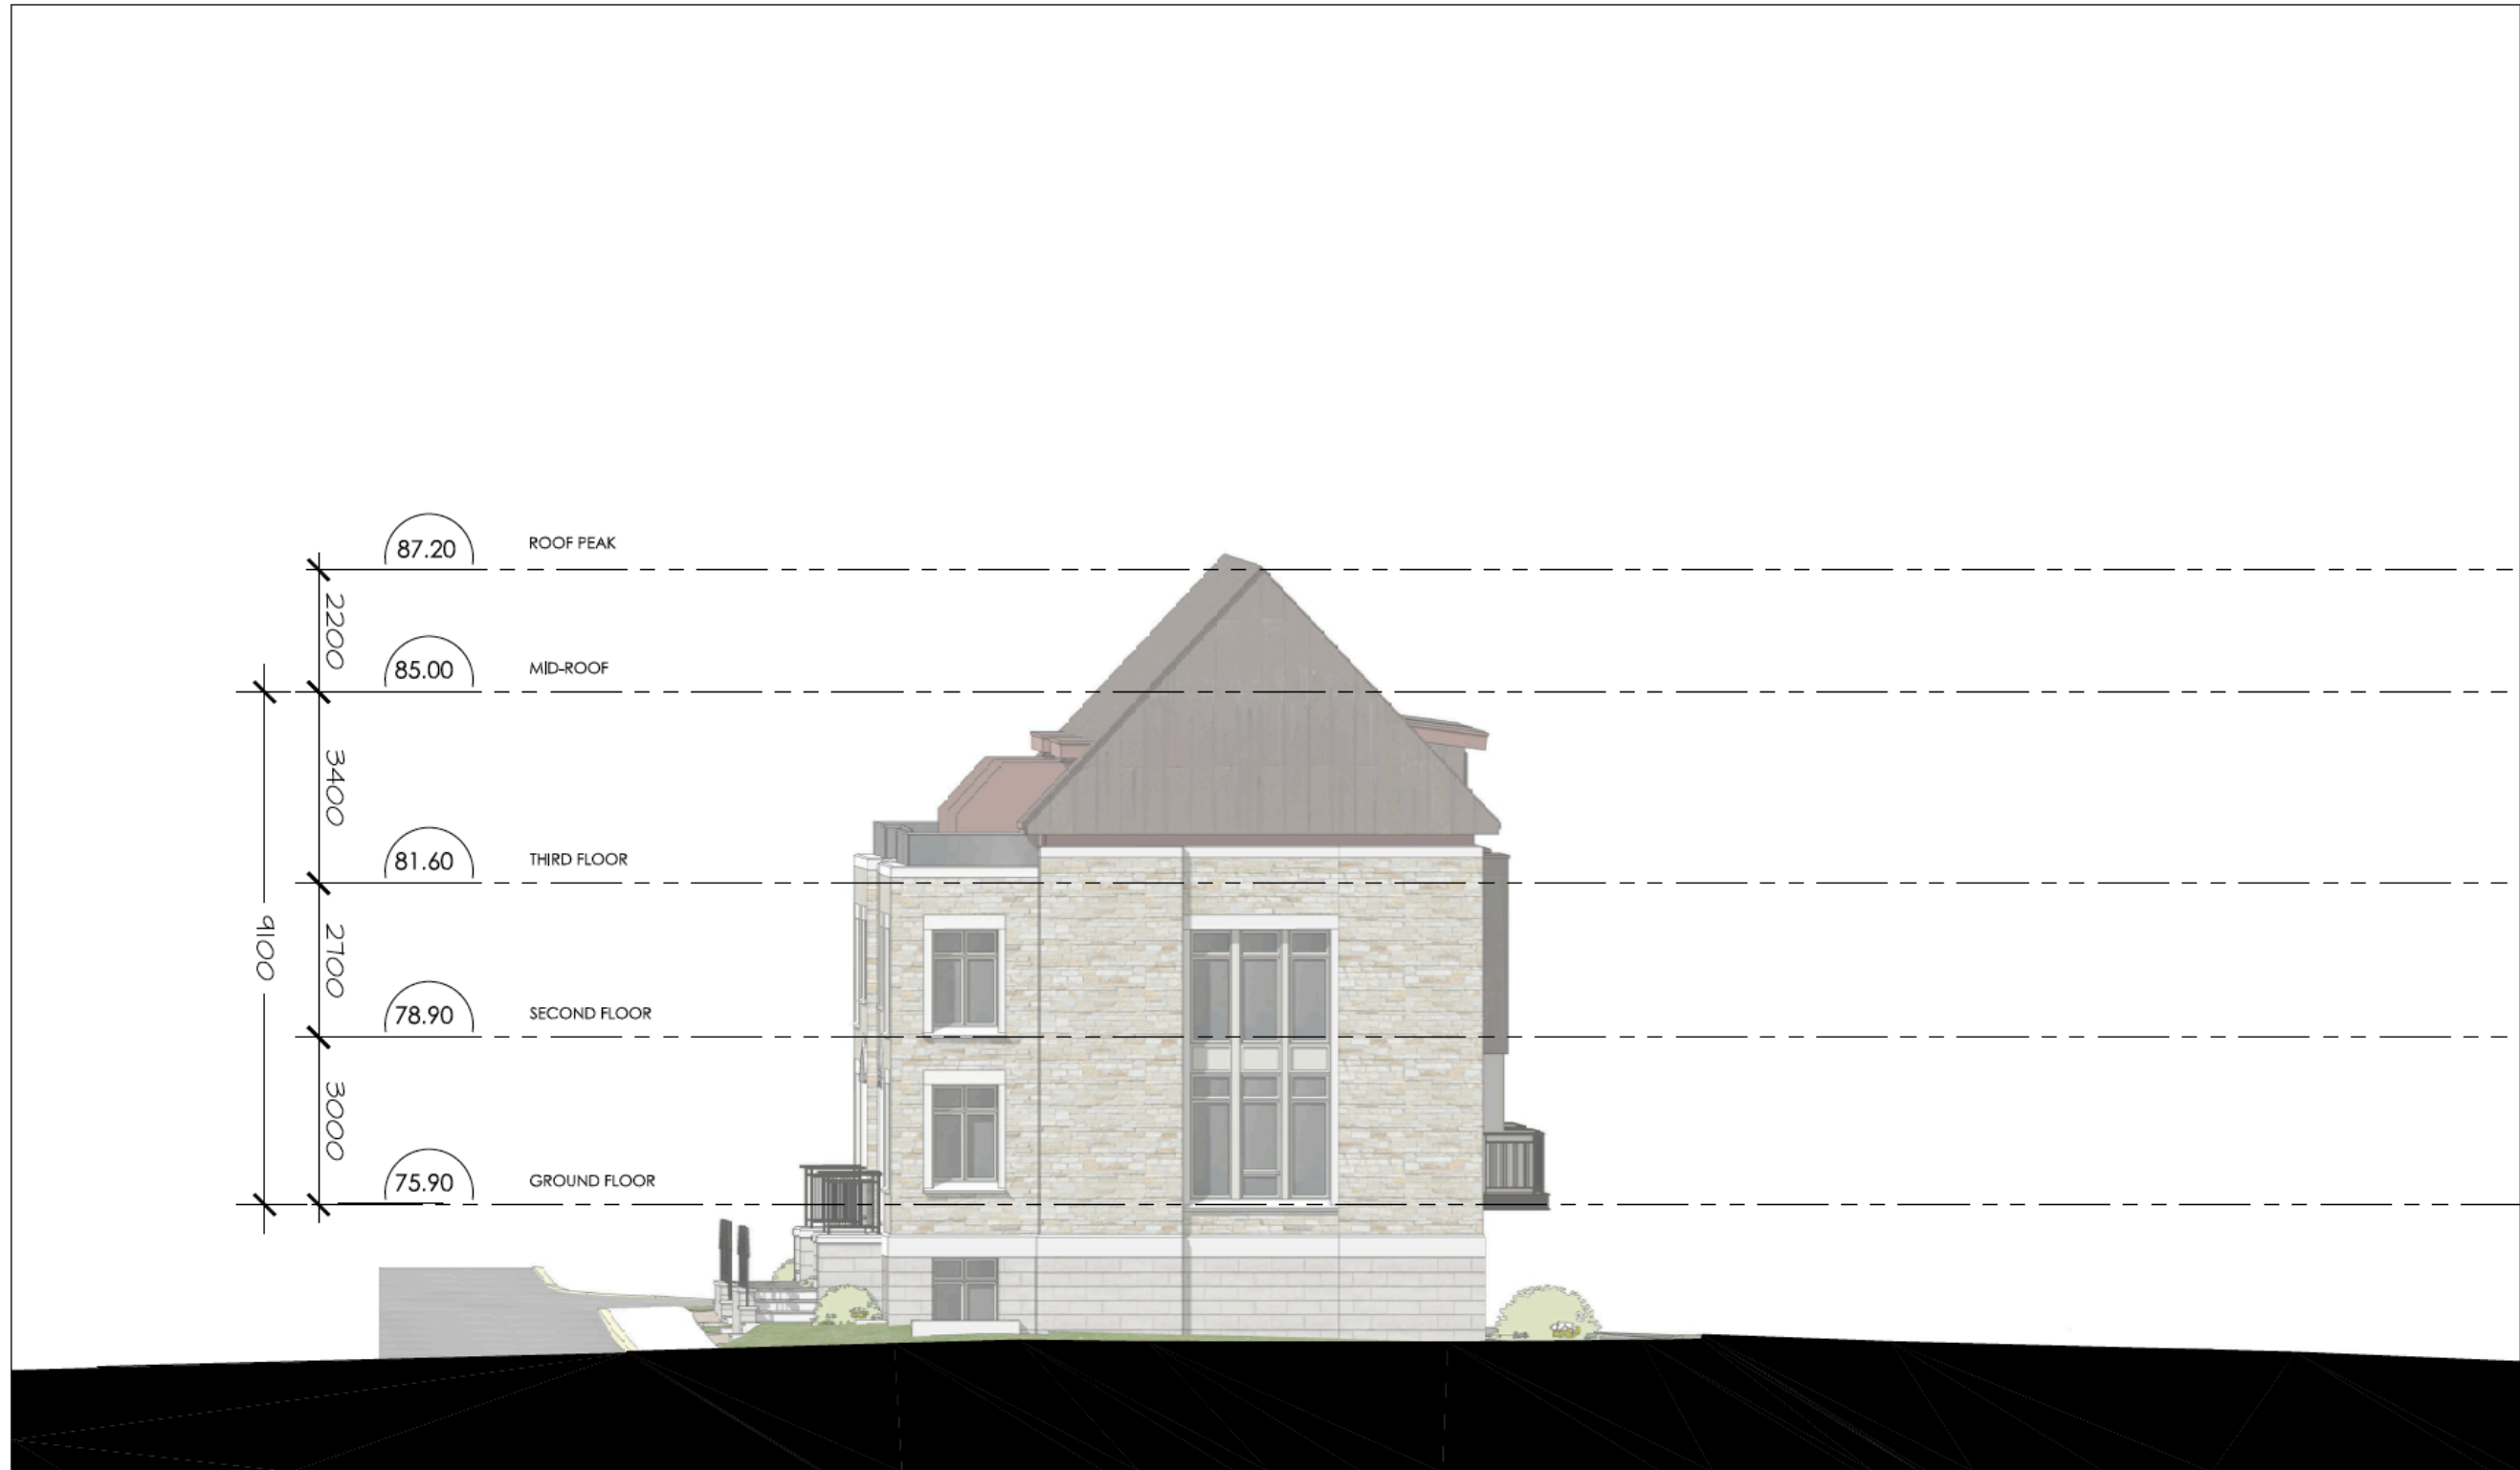 87.20 ROOF PEAK
2200
85.00 MID-ROOF
3400
81.60 THIRD FLOOR
9100
2700
78.90 SECOND FLOOR
3000
75.90 GROUND FLOOR